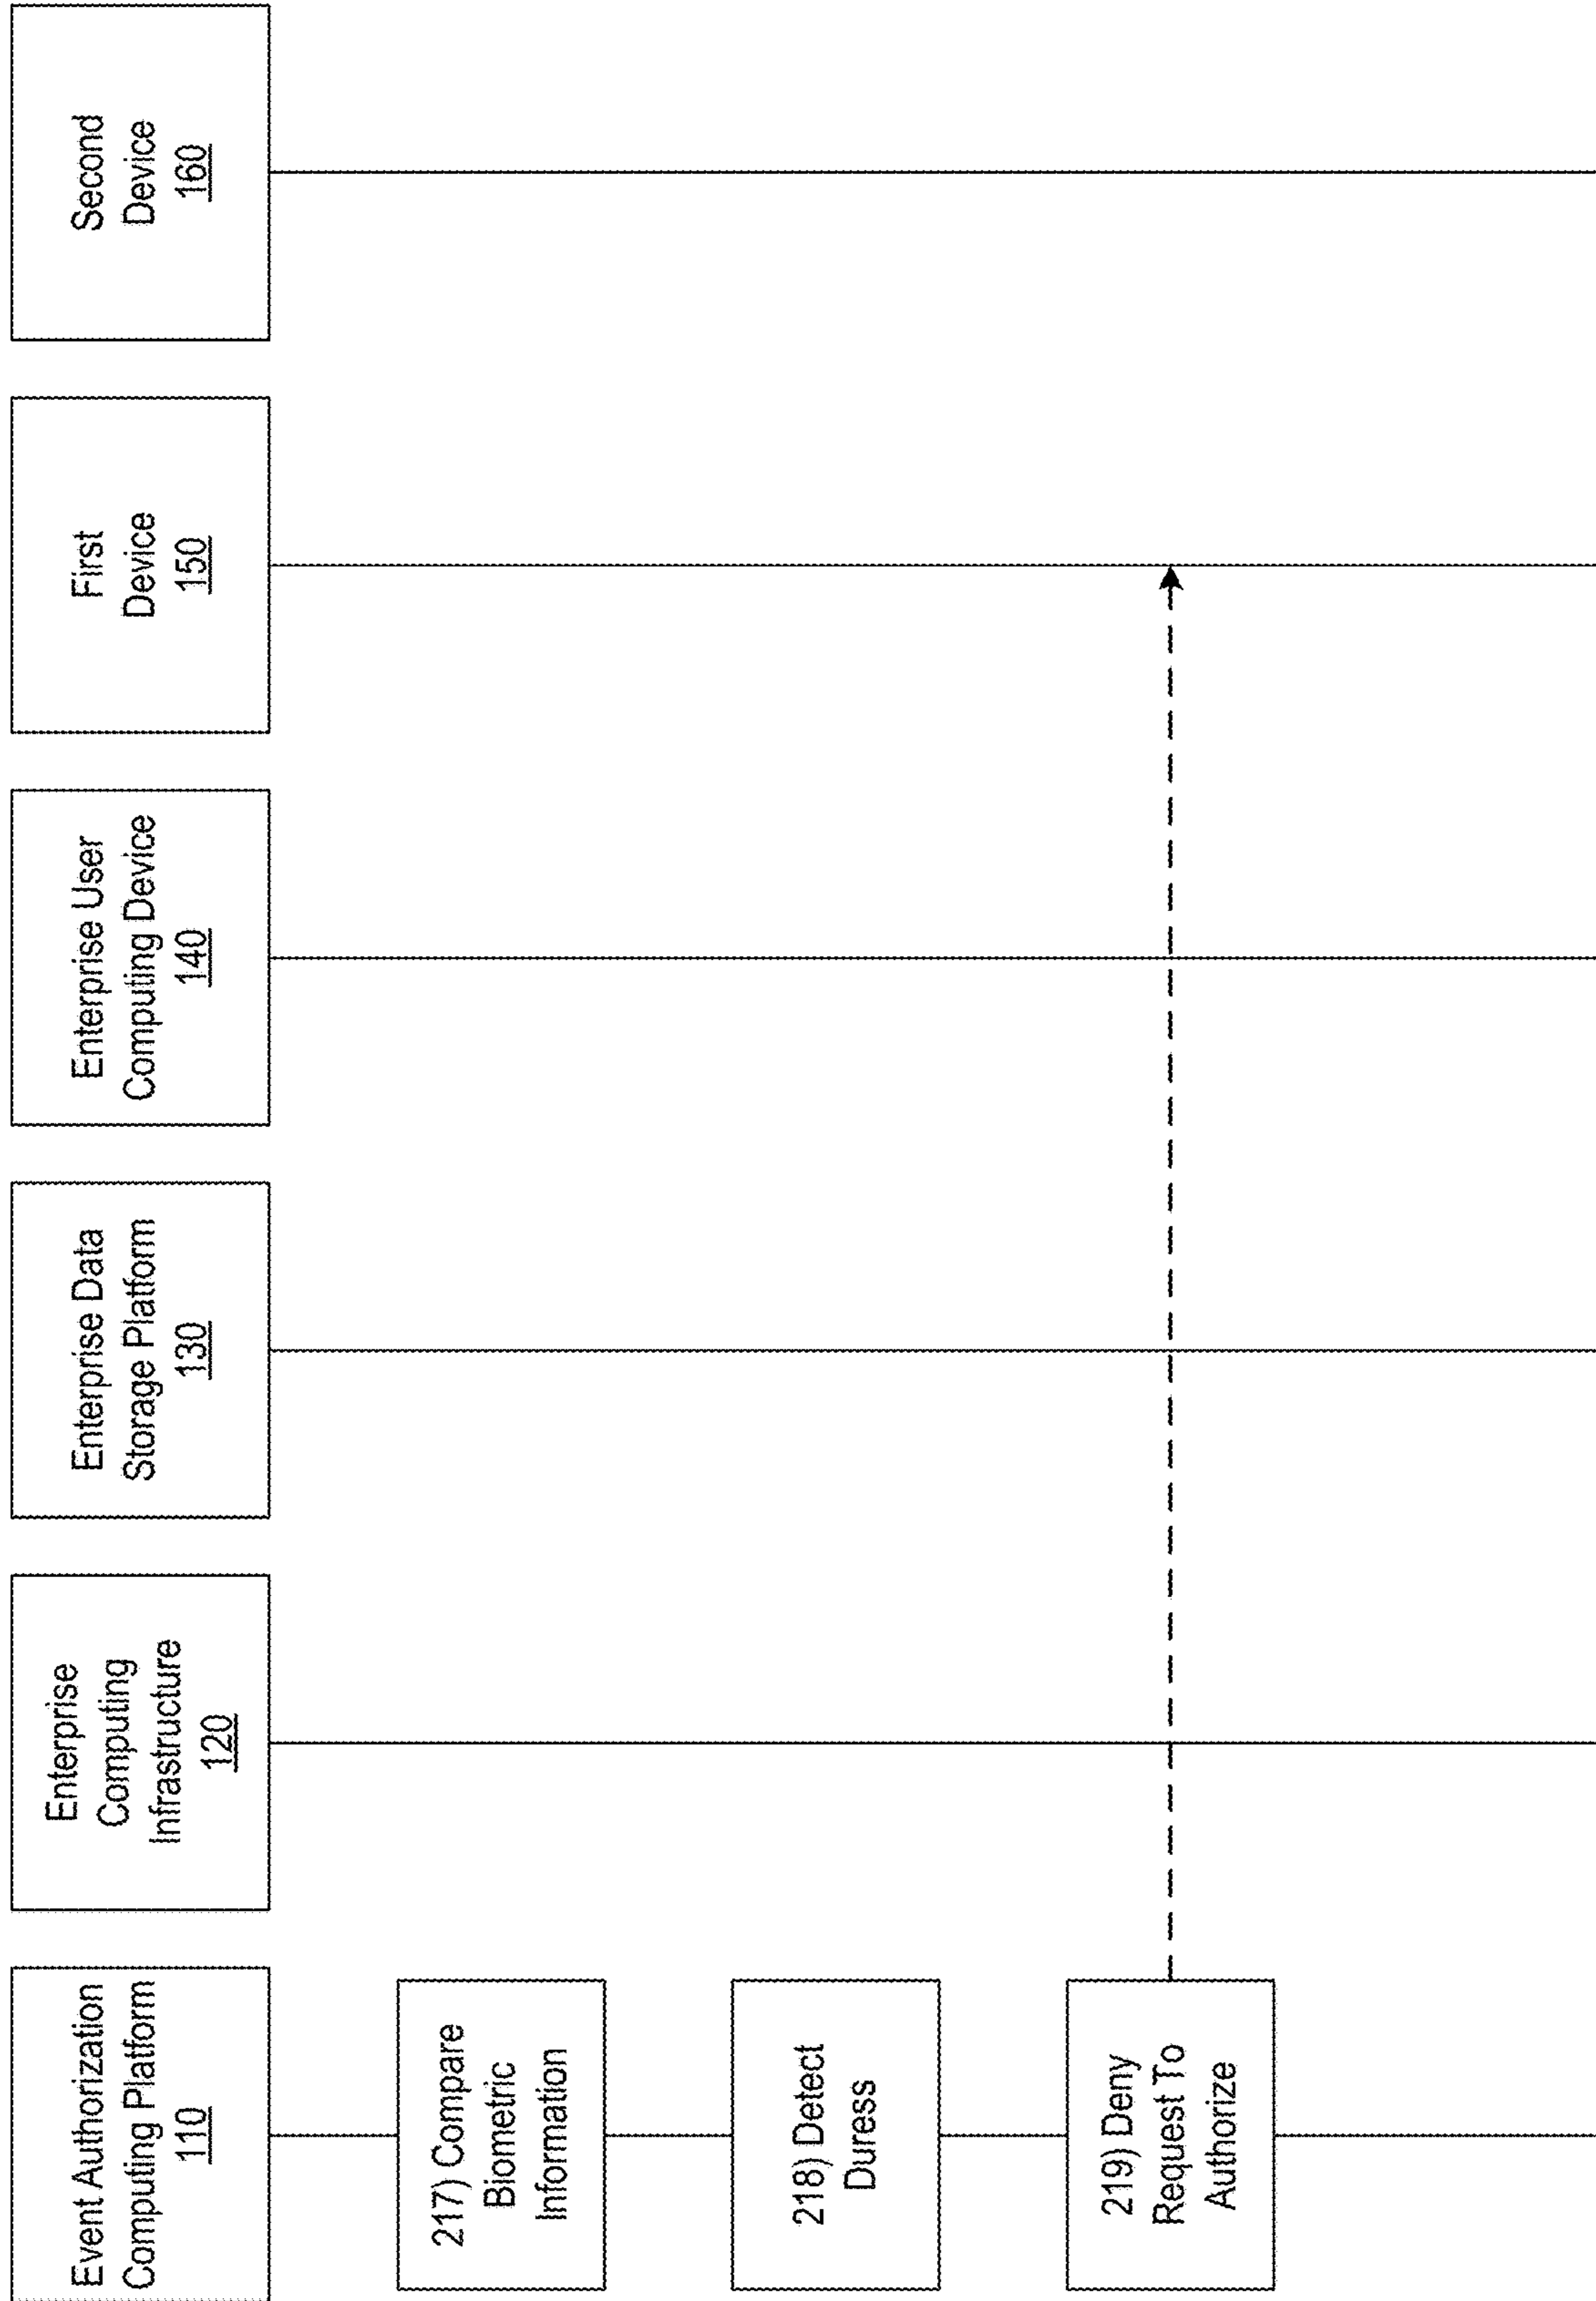 Event Authorization
Computing Platform
110
Enterprise
Computing
Infrastructure
120
Enterprise Data
Storage Platform
130
Enterprise User
Computing Device
140
First
Device
150
Second
Device
160
217) Compare
Biometric
Information
218) Detect
Duress
219) Deny
Request To
Authorize